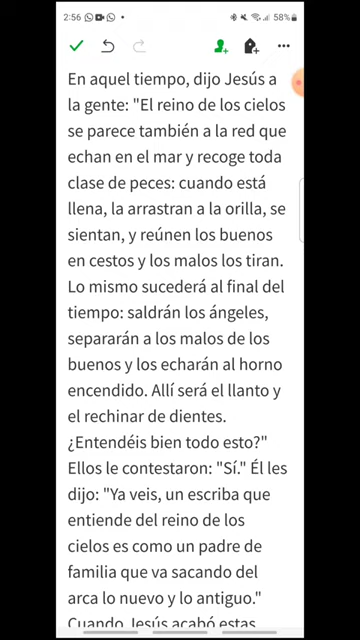 2:56
58%
En aquel tiempo, dijo Jesús a
la gente: "El reino de los cielos
se parece también a la red que
echan en el mar y recoge toda
clase de peces: cuando está
llena, la arrastran a la orilla, se
sientan, y reúnen los buenos
en cestos y los malos los tiran.
Lo mismo sucederá al final del
tiempo: saldrán los ángeles,
separarán a los malos de los
buenos y los echarán al horno
encendido. Allí será el llanto y
el rechinar de dientes.
¿Entendéis bien todo esto?"
Ellos le contestaron: "Sí." Él les
dijo: "Ya veis, un escriba que
entiende del reino de los
cielos es como un padre de
familia que va sacando del
arca lo nuevo y lo antiguo."
Cuando Jesús acabó estas